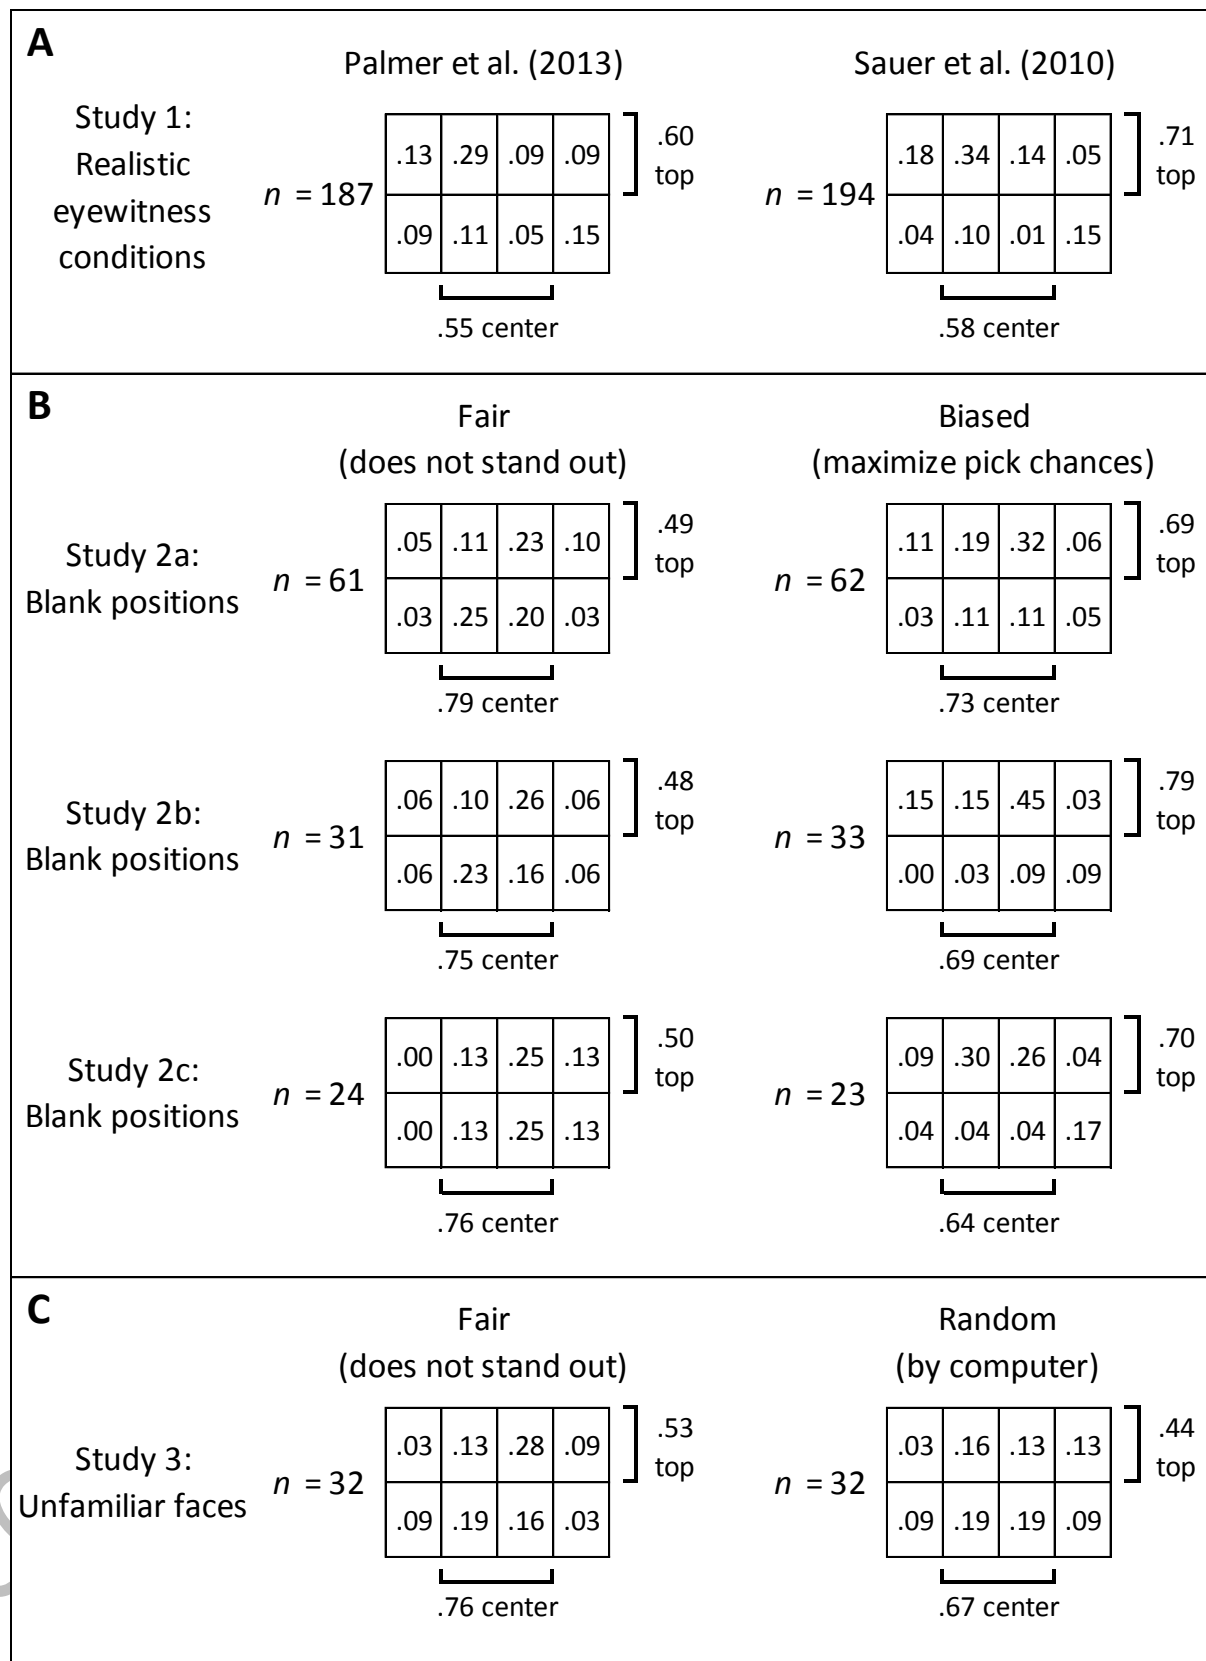 A
Palmer et al. (2013) Sauer et al. (2010)
Study 1:
Realistic
eyewitness
conditions
n = 187
.13 .29 .09 .09
.09 .11 .05 .15
.60
top
.55 center
n = 194
.18 .34 .14 .05
.04 .10 .01 .15
.71
top
.58 center
B
Fair
(does not stand out)
Biased
(maximize pick chances)
Study 2a:
Blank positions
n = 61
.05 .11 .23 .10
.03 .25 .20 .03
.49
top
.79 center
n = 62
.11 .19 .32 .06
.03 .11 .11 .05
.69
top
.73 center
Study 2b:
Blank positions
n = 31
.06 .10 .26 .06
.06 .23 .16 .06
.48
top
.75 center
n = 33
.15 .15 .45 .03
.00 .03 .09 .09
.79
top
.69 center
Study 2c:
Blank positions
n = 24
.00 .13 .25 .13
.00 .13 .25 .13
.50
top
.76 center
n = 23
.09 .30 .26 .04
.04 .04 .04 .17
.70
top
.64 center
C
Fair
(does not stand out)
Random
(by computer)
Study 3:
Unfamiliar faces
n = 32
.03 .13 .28 .09
.09 .19 .16 .03
.53
top
.76 center
n = 32
.03 .16 .13 .13
.09 .19 .19 .09
.44
top
.67 center